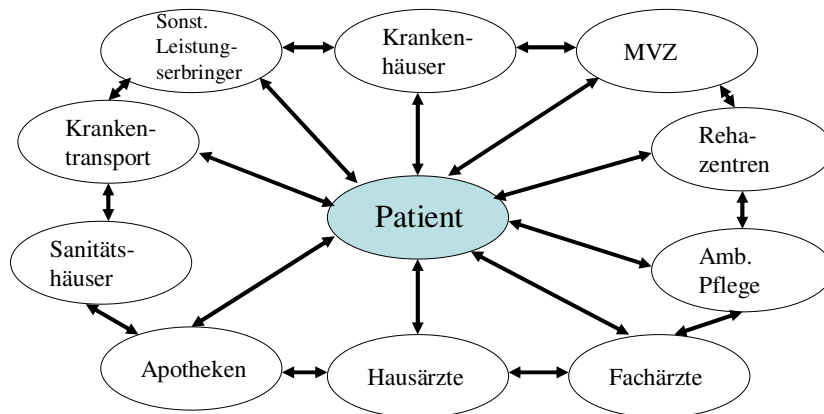 Sonst.
Leistung-
serbringer
Kranken-
häuser
MVZ
Kranken-
transport
Reha-
zentren
Patient
Sanitäts-
häuser
Amb.
Pflege
Apotheken
Hausärzte
Fachärzte